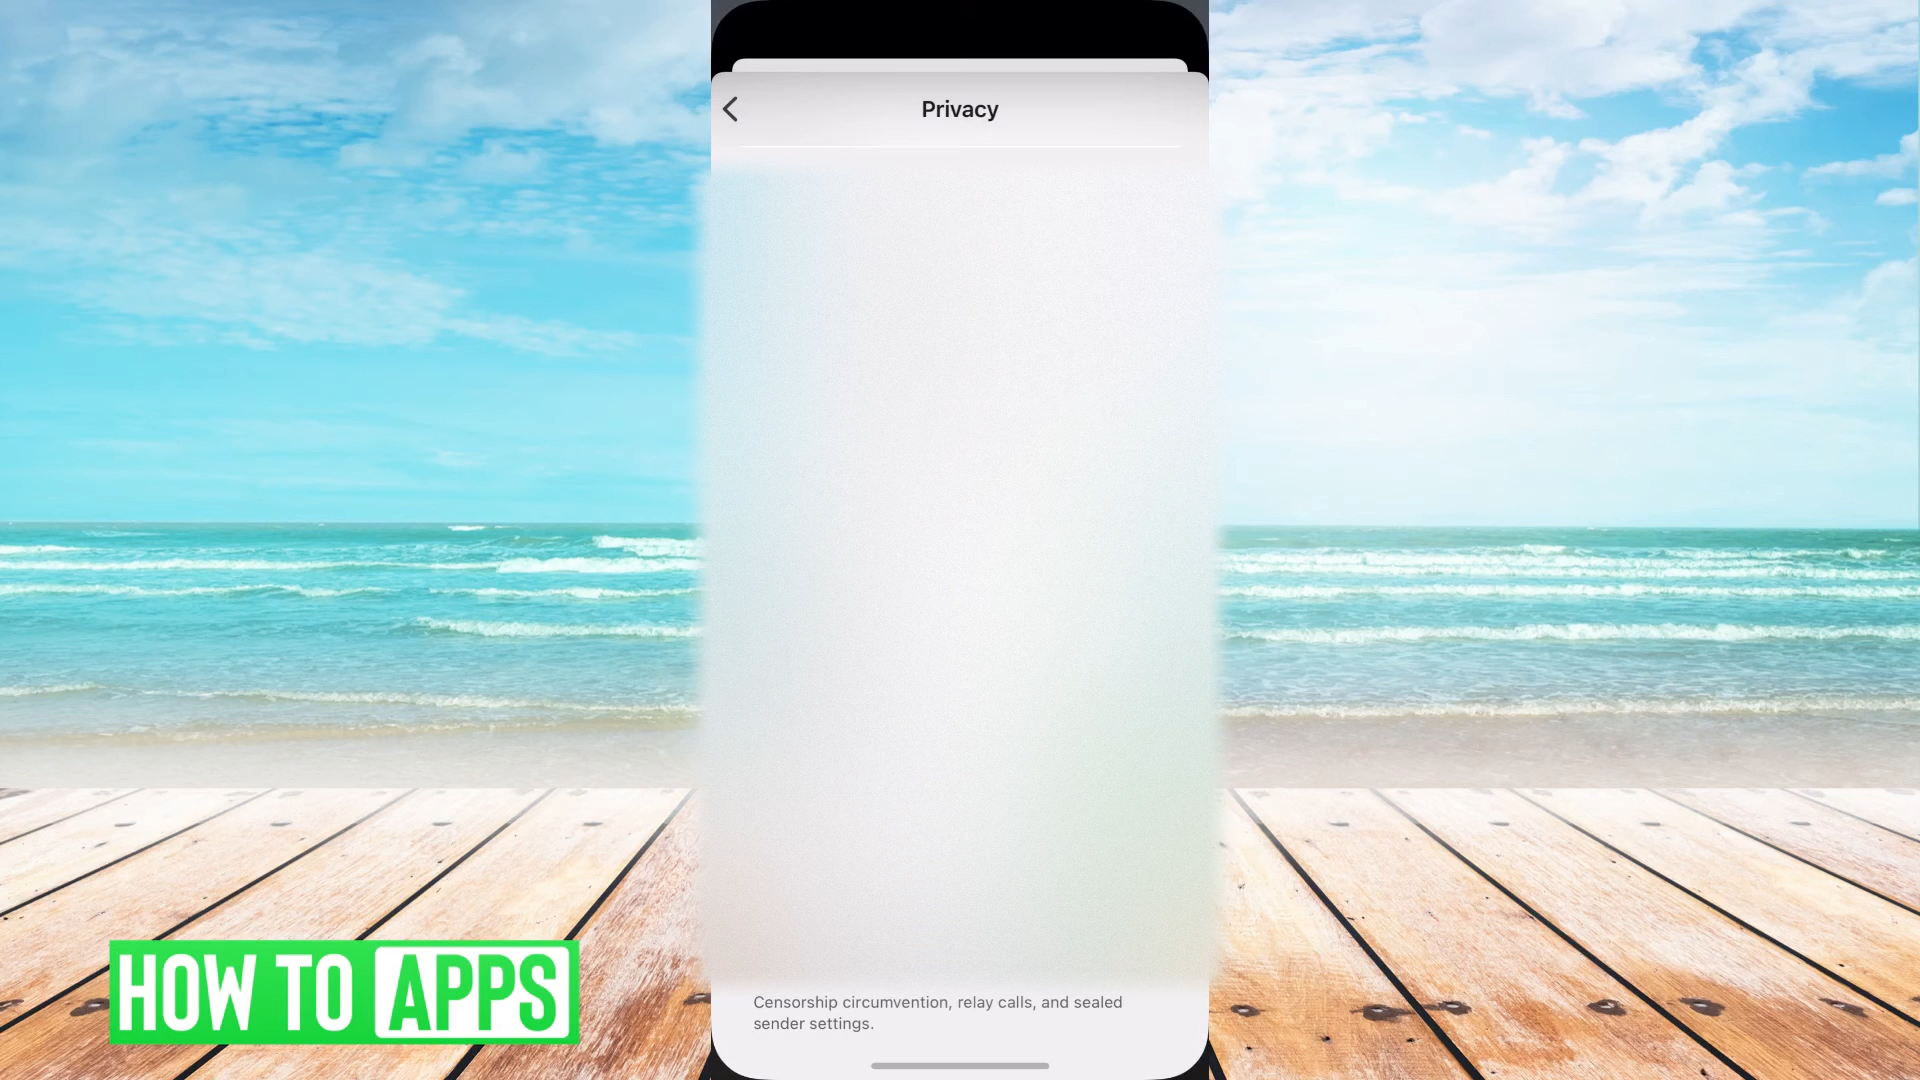 Privacy
Censorship circumvention, relay calls, and sealed
sender settings.
HOW TO APPS